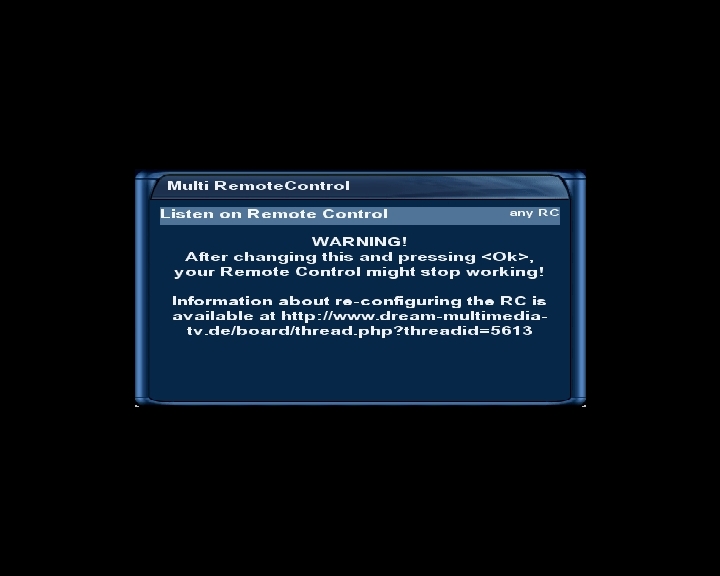 Multi RemoteControl
Listen on Remote Control any RC
WARNING!
After changing this and pressing <Ok>,
your Remote Control might stop working!
Information about re-configuring the RC is
available at http://www.dream-multimedia-
tv.de/board/thread.php?threadid=5613